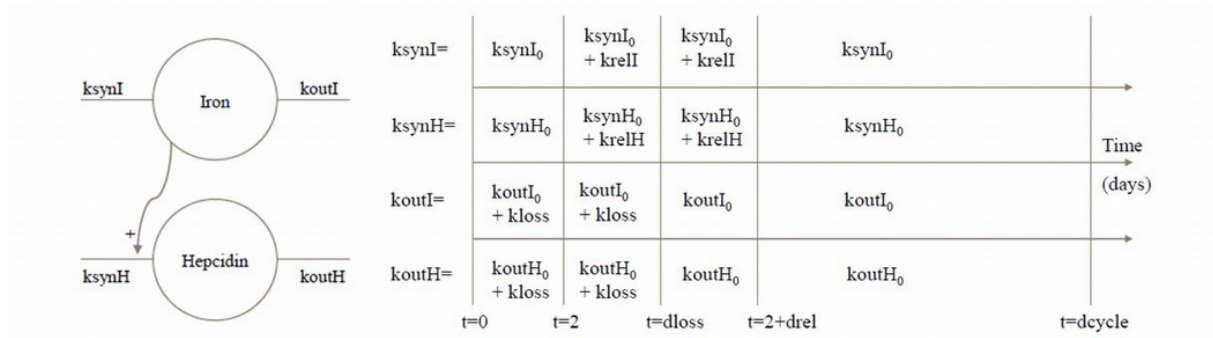 ksynI
koutI
Iron
+
Hepcidin
ksynH
koutH
ksynI=
ksynI₀
ksynI₀
+ krelI
ksynI₀
+ krelI
ksynI₀
ksynH=
ksynH₀
ksynH₀
+ krelH
ksynH₀
+ krelH
ksynH₀
Time
(days)
koutI=
koutI₀
+ kloss
koutI₀
+ kloss
koutI₀
koutI₀
koutH=
koutH₀
+ kloss
koutH₀
+ kloss
koutH₀
koutH₀
t=0
t=2
t=dloss
t=2+drel
t=dcycle